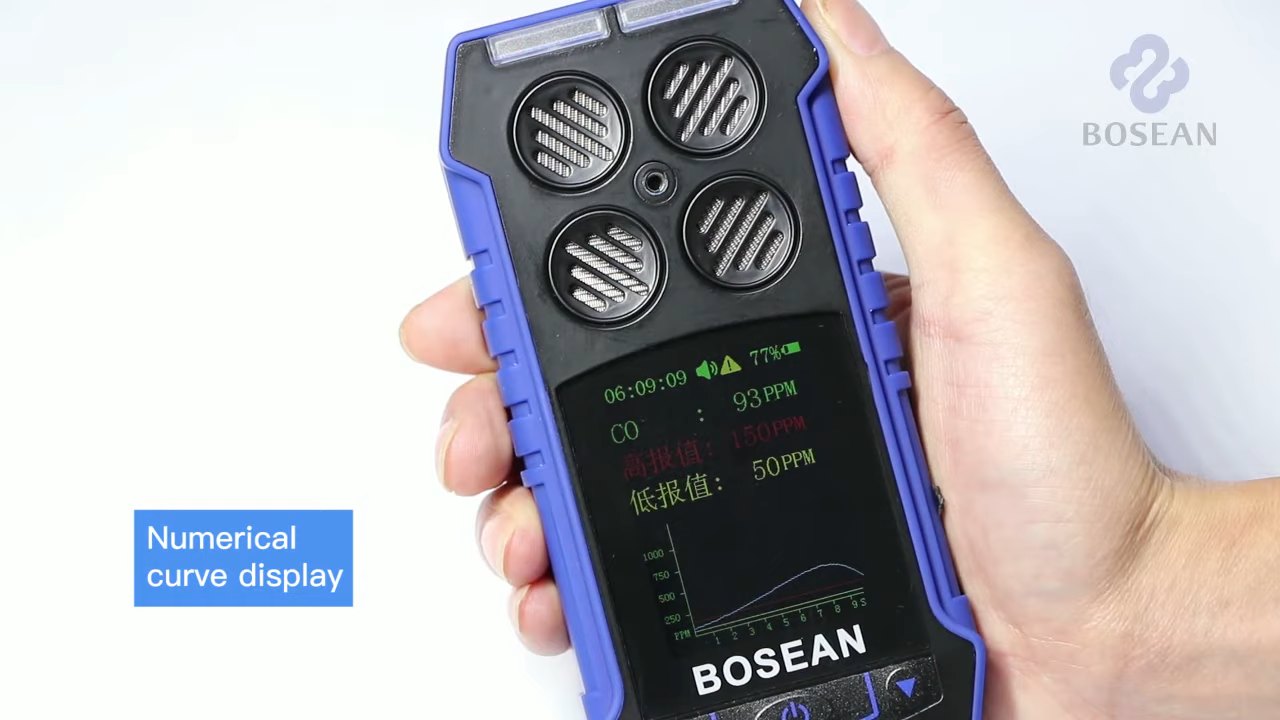 BOSEAN
06:09:09 77%
CO : 93PPM
高报值: 150PPM
低报值: 50PPM
1000
750
500
250
PPM 1 2 3 4 5 6 7 8 9 S
BOSEAN
Numerical
curve display